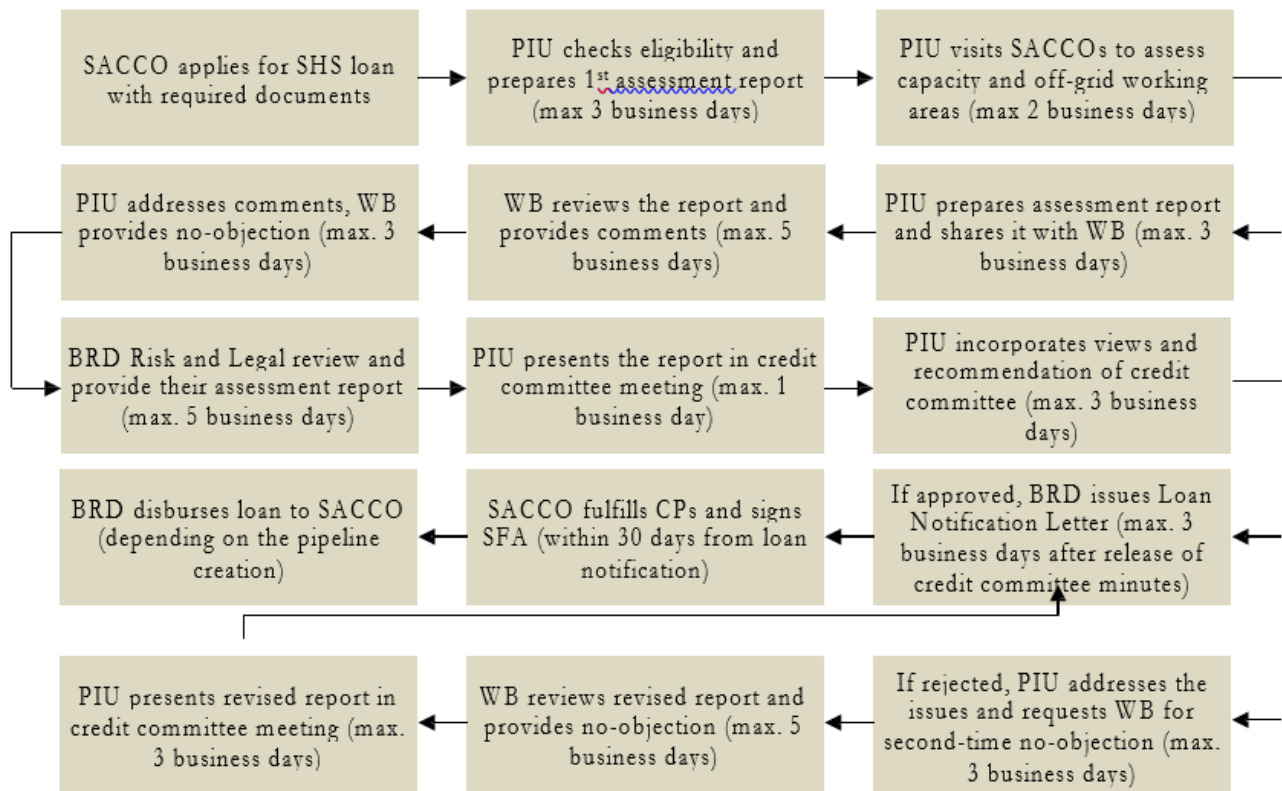 SACCO applies for SHS loan
with required documents
PIU checks eligibility and
prepares 1st assessment report
(max 3 business days)
PIU visits SACCOs to assess
capacity and off-grid working
areas (max 2 business days)
PIU prepares assessment report
and shares it with WB (max. 3
business days)
WB reviews the report and
provides comments (max. 5
business days)
PIU addresses comments, WB
provides no-objection (max. 3
business days)
BRD Risk and Legal review and
provide their assessment report
(max. 5 business days)
PIU presents the report in credit
committee meeting (max. 1
business day)
PIU incorporates views and
recommendation of credit
committee (max. 3 business
days)
If approved, BRD issues Loan
Notification Letter (max. 3
business days after release of
credit committee minutes)
SACCO fulfills CPs and signs
SFA (within 30 days from loan
notification)
BRD disburses loan to SACCO
(depending on the pipeline
creation)
If rejected, PIU addresses the
issues and requests WB for
second-time no-objection (max.
3 business days)
WB reviews revised report and
provides no-objection (max. 5
business days)
PIU presents revised report in
credit committee meeting (max.
3 business days)